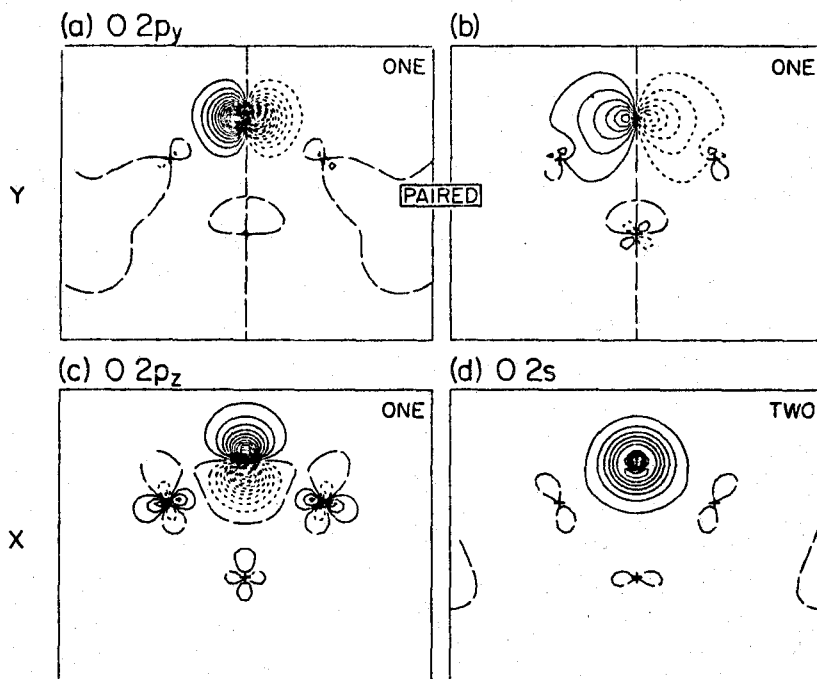 (a) O 2py
(b)
ONE
ONE
Y
PAIRED
(c) O 2pz
(d) O 2s
ONE
TWO
X